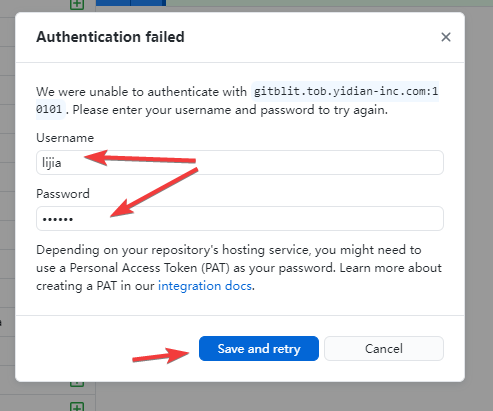 Authentication failed
We were unable to authenticate with gitblit.tob.yidian-inc.com:1
0101. Please enter your username and password to try again.
Username
lijia
Password
••••••
Depending on your repository's hosting service, you might need to
use a Personal Access Token (PAT) as your password. Learn more about
creating a PAT in our integration docs.
Save and retry
Cancel